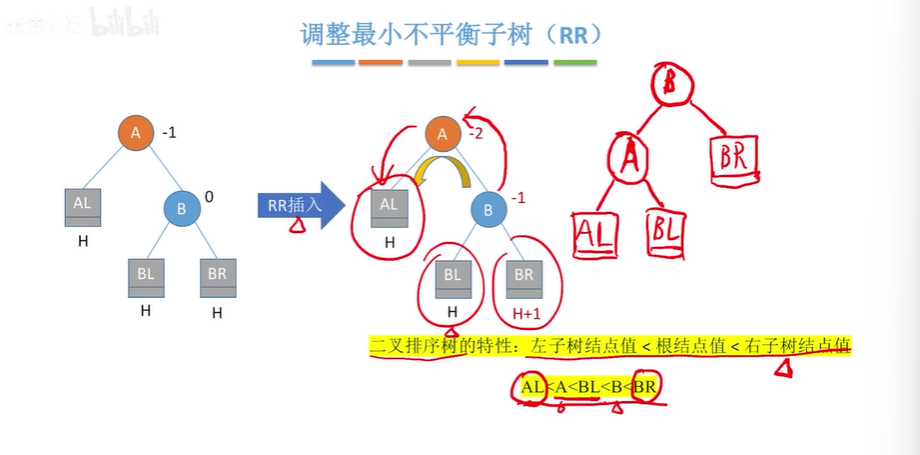 调整最小不平衡子树（RR）
A
-1
AL
H
B
0
BL
H
BR
H
RR插入
A
-2
AL
H
B
-1
BL
H
BR
H+1
B
A
BR
AL
BL
二叉排序树的特性：左子树结点值 < 根结点值 < 右子树结点值
AL<A<BL<B<BR
bilibili